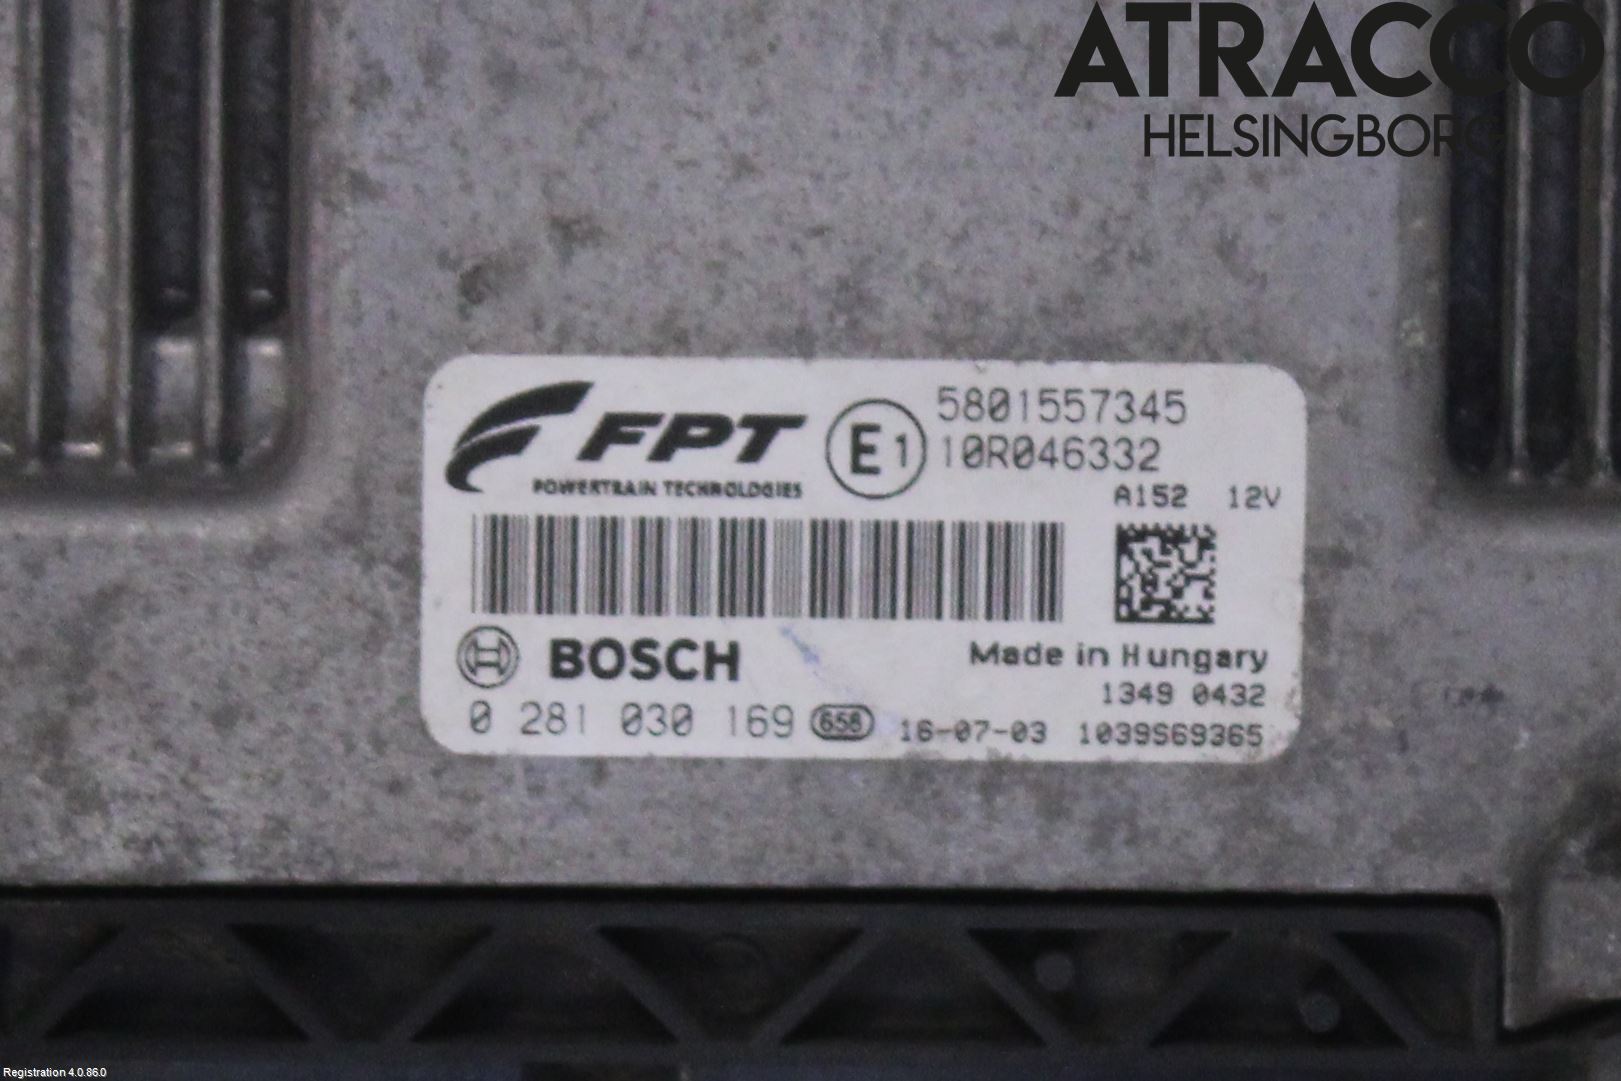 ATRACCO
HELSINGBORG
FPT
POWERTRAIN TECHNOLOGIES
E1
5801557345
10R046332
A152 12V
BOSCH
Made in Hungary
1349 0432
0 281 030 169 656 16-07-03 1039S69365
Registration 4.0.86.0